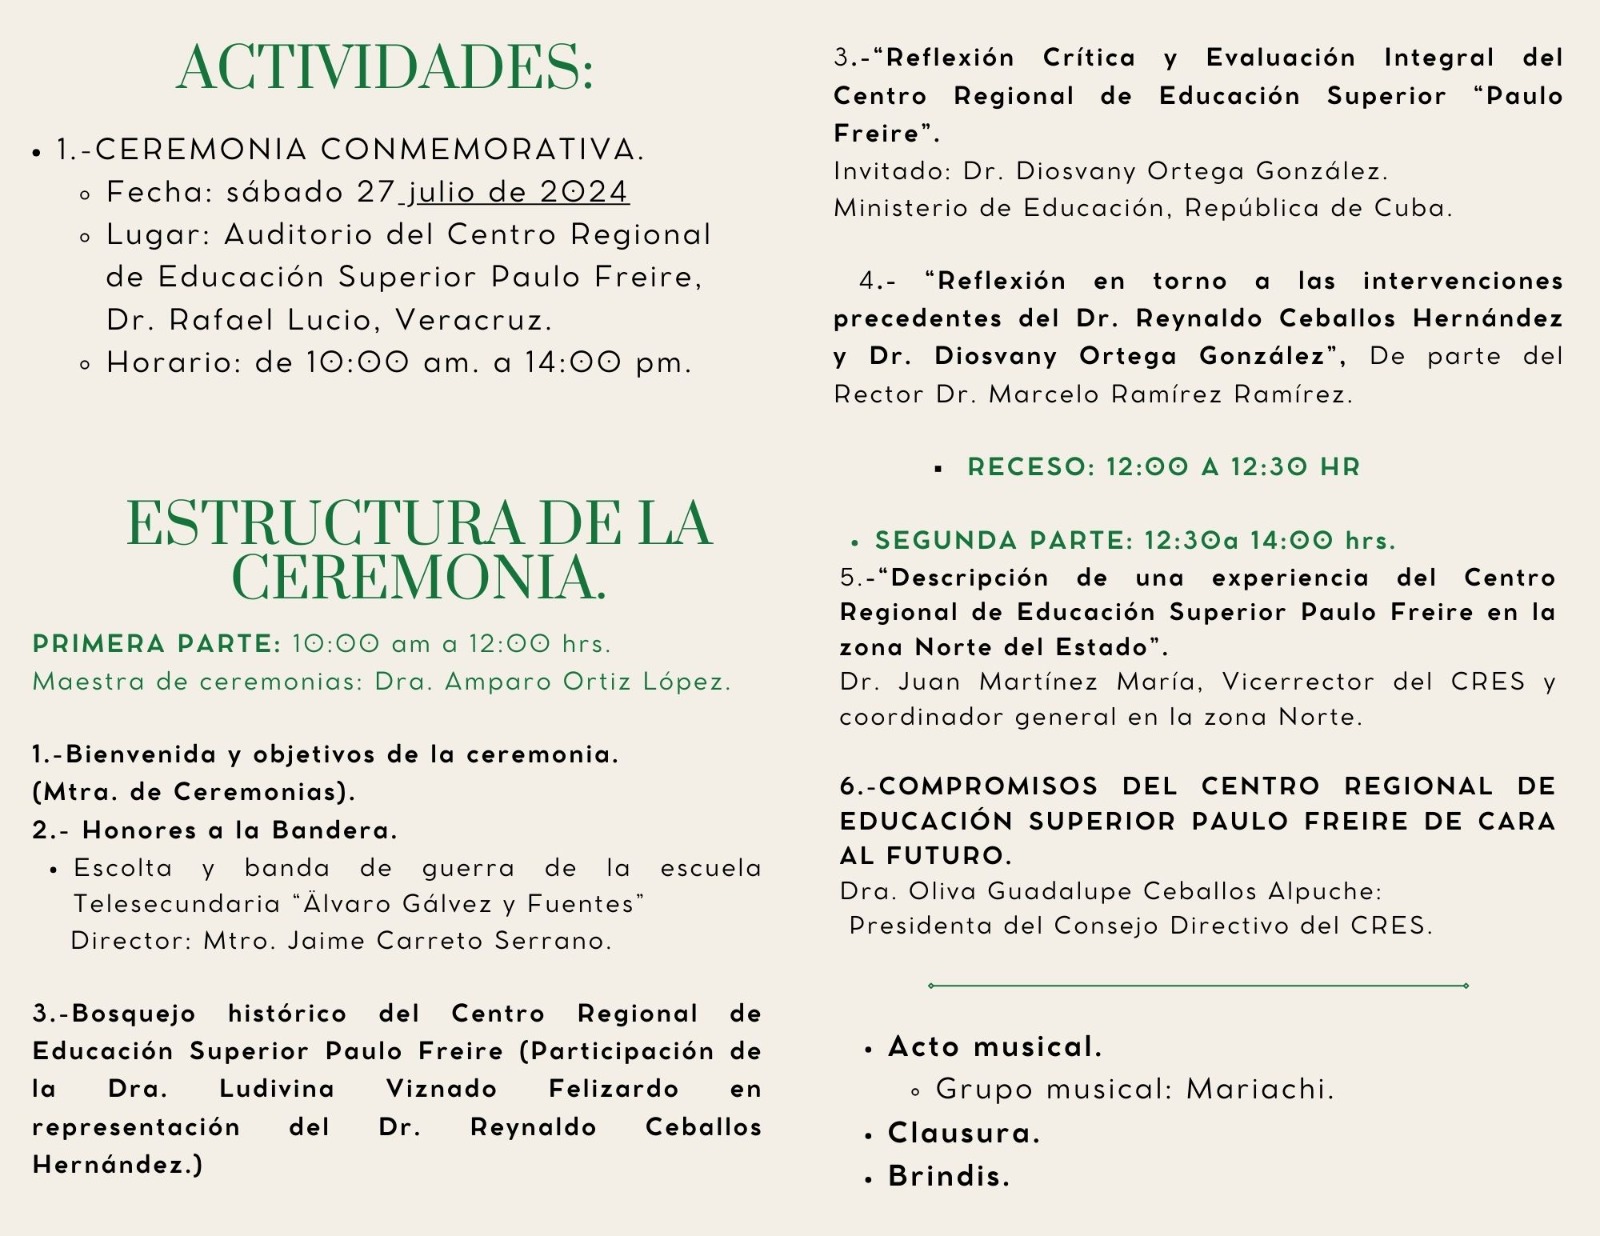 ACTIVIDADES:
1.-CEREMONIA CONMEMORATIVA.
Fecha: sábado 27 julio de 2024
Lugar: Auditorio del Centro Regional
de Educación Superior Paulo Freire,
Dr. Rafael Lucio, Veracruz.
Horario: de 10:00 am. a 14:00 pm.
ESTRUCTURA DE LA
CEREMONIA.
PRIMERA PARTE: 10:00 am a 12:00 hrs.
Maestra de ceremonias: Dra. Amparo Ortiz López.
1.-Bienvenida y objetivos de la ceremonia.
(Mtra. de Ceremonias).
2.- Honores a la Bandera.
Escolta y banda de guerra de la escuela
Telesecundaria “Älvaro Gálvez y Fuentes”
Director: Mtro. Jaime Carreto Serrano.
3.-Bosquejo histórico del Centro Regional de
Educación Superior Paulo Freire (Participación de
la Dra. Ludivina Viznado Felizardo en
representación del Dr. Reynaldo Ceballos
Hernández.)
3.-“Reflexión Crítica y Evaluación Integral del
Centro Regional de Educación Superior “Paulo
Freire”.
Invitado: Dr. Diosvany Ortega González.
Ministerio de Educación, República de Cuba.
4.- “Reflexión en torno a las intervenciones
precedentes del Dr. Reynaldo Ceballos Hernández
y Dr. Diosvany Ortega González”, De parte del
Rector Dr. Marcelo Ramírez Ramírez.
RECESO: 12:00 A 12:30 HR
SEGUNDA PARTE: 12:30a 14:00 hrs.
5.-“Descripción de una experiencia del Centro
Regional de Educación Superior Paulo Freire en la
zona Norte del Estado”.
Dr. Juan Martínez María, Vicerrector del CRES y
coordinador general en la zona Norte.
6.-COMPROMISOS DEL CENTRO REGIONAL DE
EDUCACIÓN SUPERIOR PAULO FREIRE DE CARA
AL FUTURO.
Dra. Oliva Guadalupe Ceballos Alpuche:
Presidenta del Consejo Directivo del CRES.
Acto musical.
Grupo musical: Mariachi.
Clausura.
Brindis.